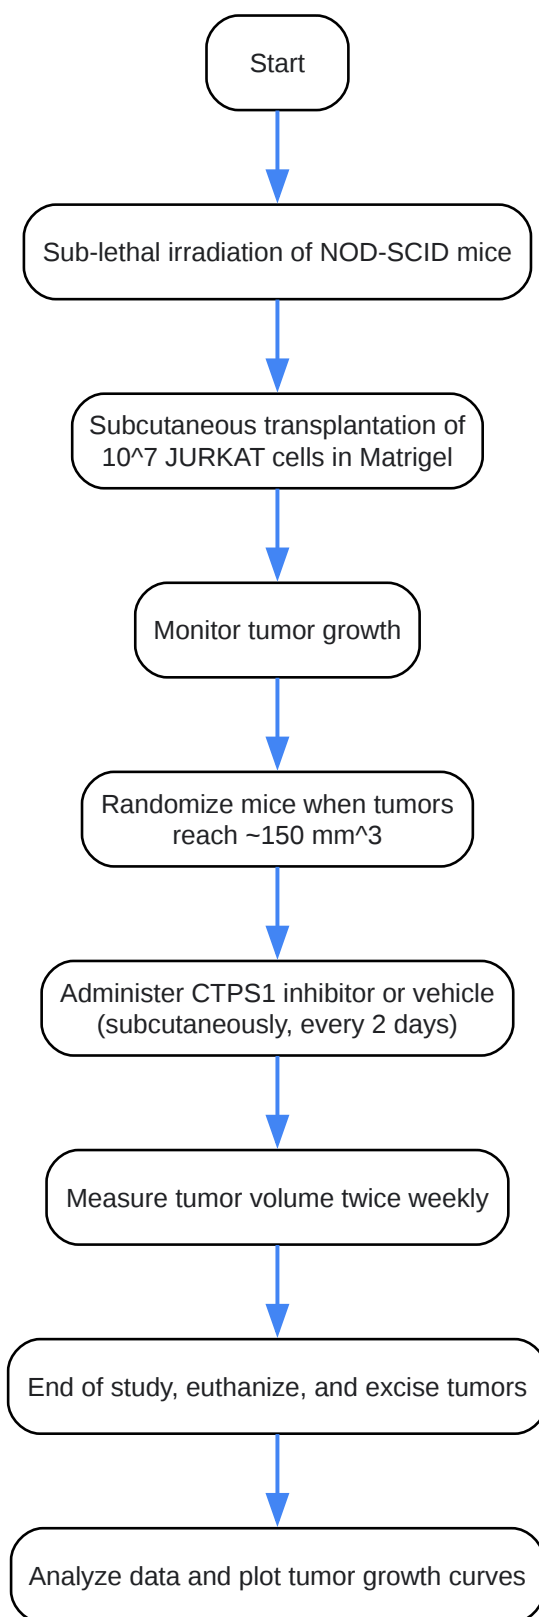 Start
Sub-lethal irradiation of NOD-SCID mice
Subcutaneous transplantation of
10^7 JURKAT cells in Matrigel
Monitor tumor growth
Randomize mice when tumors
reach ~150 mm^3
Administer CTPS1 inhibitor or vehicle
(subcutaneously, every 2 days)
Measure tumor volume twice weekly
End of study, euthanize, and excise tumors
Analyze data and plot tumor growth curves